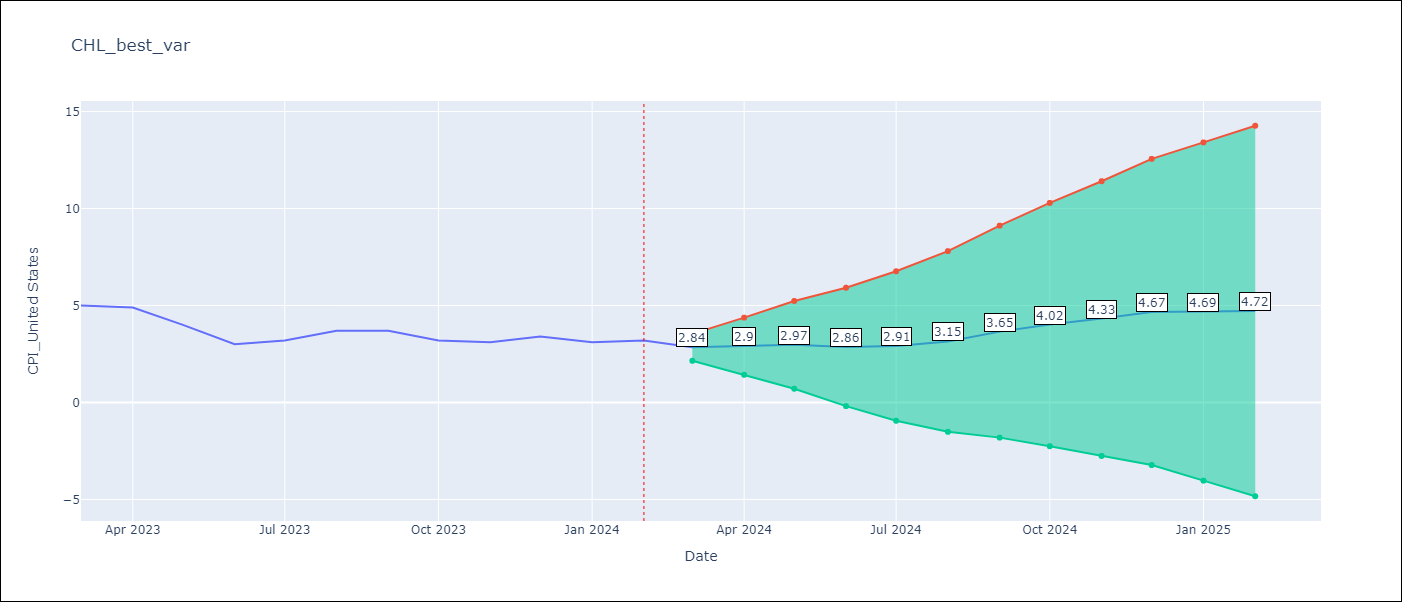 CHL_best_var
CPI_United States
15
10
5
0
−5
2.84
2.9
2.97
2.86
2.91
3.15
3.65
4.02
4.33
4.67
4.69
4.72
Apr 2023
Jul 2023
Oct 2023
Jan 2024
Apr 2024
Jul 2024
Oct 2024
Jan 2025
Date